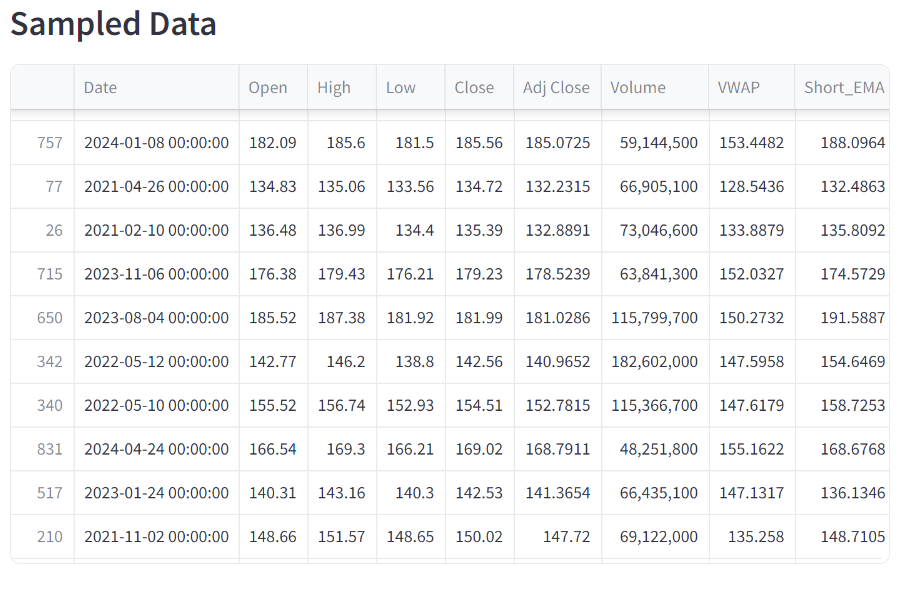 Sampled Data
Date Open High Low Close Adj Close Volume VWAP Short_EMA
757 2024-01-08 00:00:00 182.09 185.6 181.5 185.56 185.0725 59,144,500 153.4482 188.0964
77 2021-04-26 00:00:00 134.83 135.06 133.56 134.72 132.2315 66,905,100 128.5436 132.4863
26 2021-02-10 00:00:00 136.48 136.99 134.4 135.39 132.8891 73,046,600 133.8879 135.8092
715 2023-11-06 00:00:00 176.38 179.43 176.21 179.23 178.5239 63,841,300 152.0327 174.5729
650 2023-08-04 00:00:00 185.52 187.38 181.92 181.99 181.0286 115,799,700 150.2732 191.5887
342 2022-05-12 00:00:00 142.77 146.2 138.8 142.56 140.9652 182,602,000 147.5958 154.6469
340 2022-05-10 00:00:00 155.52 156.74 152.93 154.51 152.7815 115,366,700 147.6179 158.7253
831 2024-04-24 00:00:00 166.54 169.3 166.21 169.02 168.7911 48,251,800 155.1622 168.6768
517 2023-01-24 00:00:00 140.31 143.16 140.3 142.53 141.3654 66,435,100 147.1317 136.1346
210 2021-11-02 00:00:00 148.66 151.57 148.65 150.02 147.72 69,122,000 135.258 148.7105